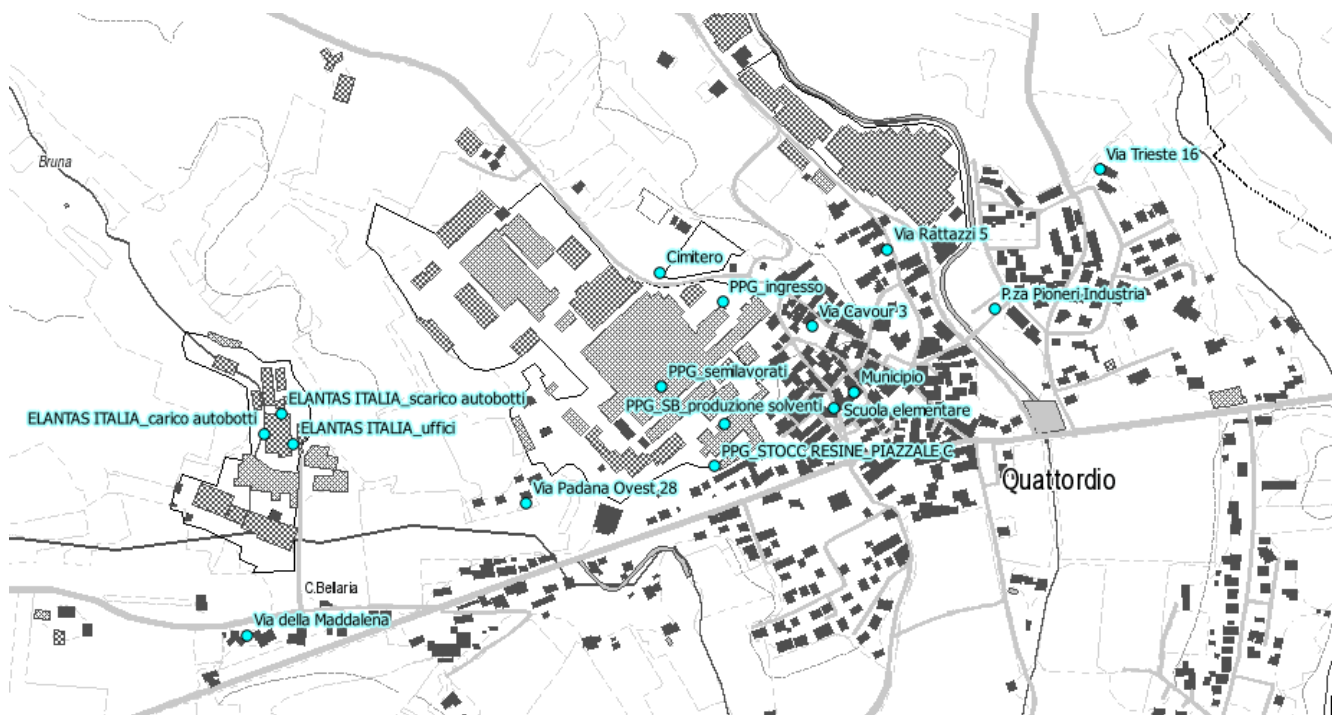 Bruna
Via Trieste 16
Via Rattazzi 5
Cimitero
PPG_ingresso
P.za Pioneri Industria
Via Cavour 3
PPG_semilavorati
Municipio
ELANTAS ITALIA_scarico autobotti
PPG_SB_produzione solventi
Scuola elementare
ELANTAS ITALIA_carico autobotti
ELANTAS ITALIA_uffici
PPG_STOCC RESINE_PIAZZALE C
Quattordio
Via Padana Ovest 28
C.Bellaria
Via della Maddalena